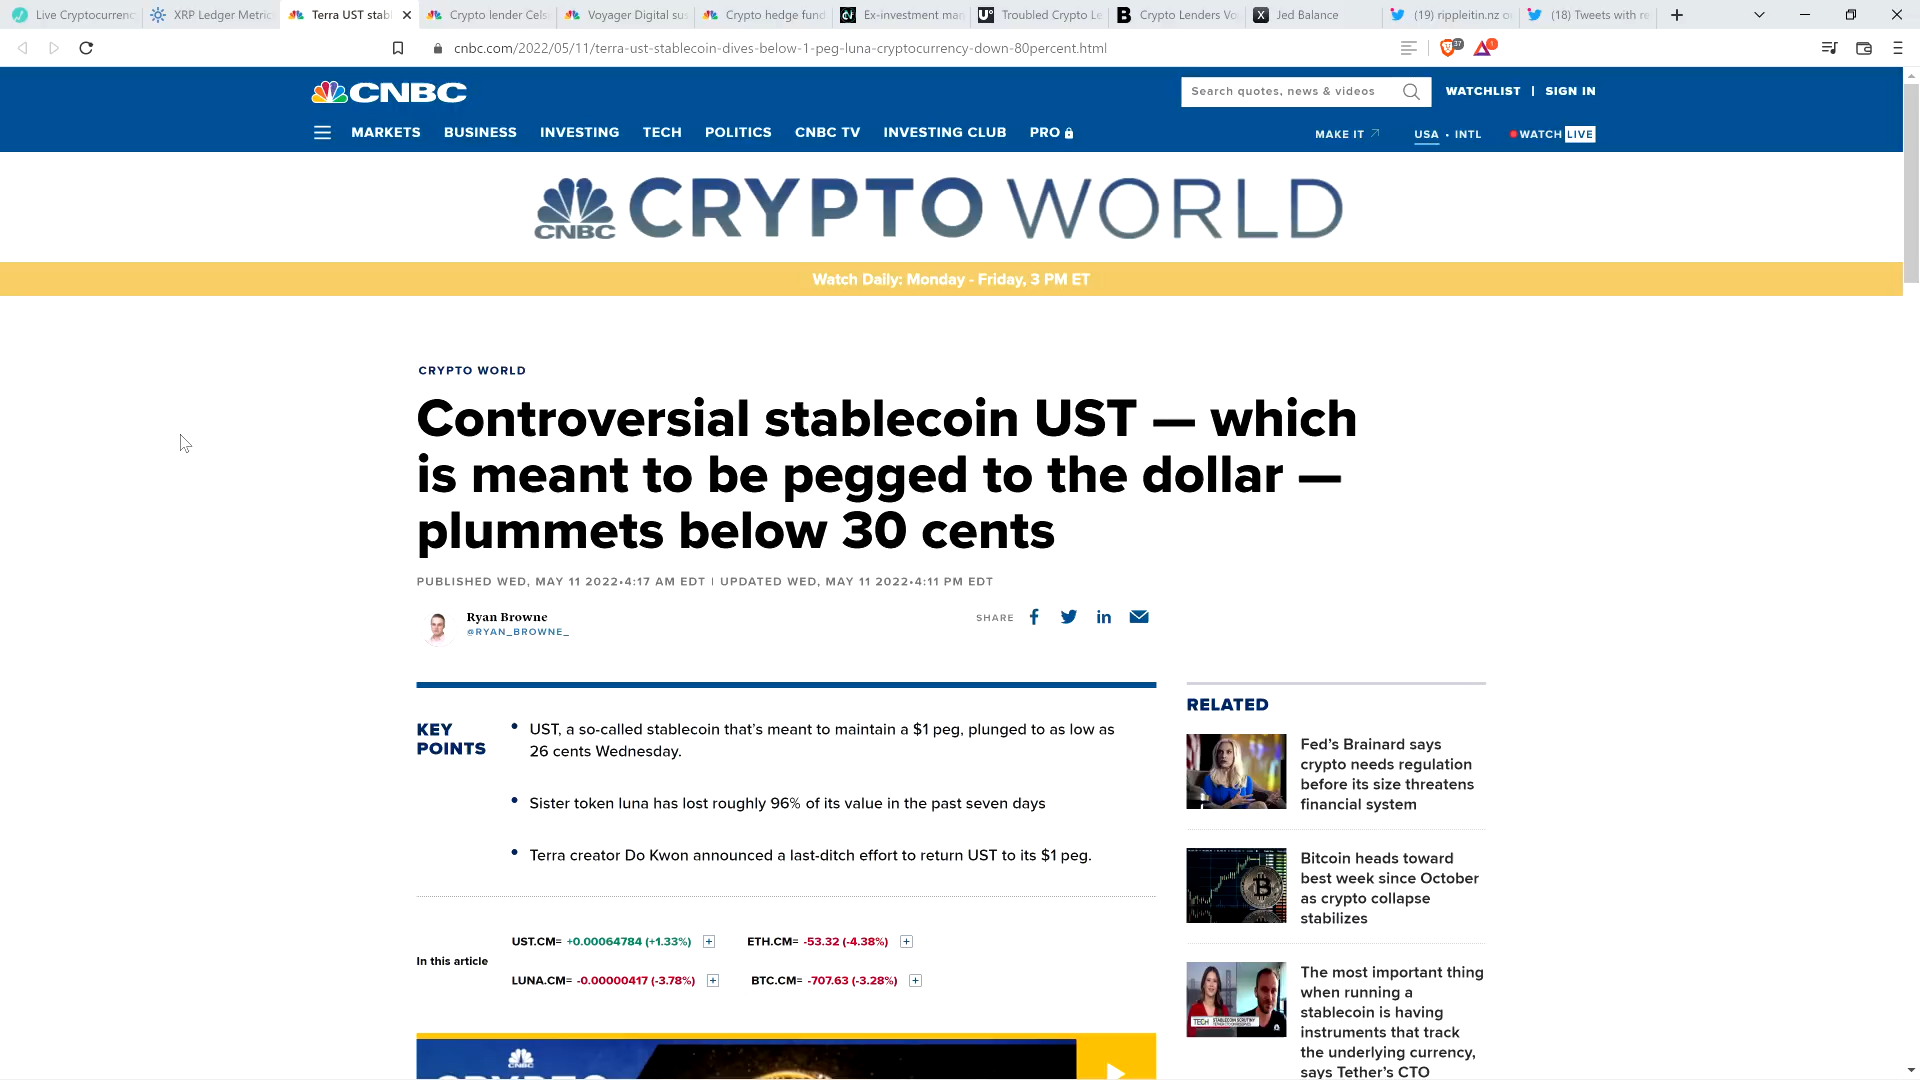 Live Cryptocurrenc
XRP Ledger Metric
Terra UST stabl
Crypto lender Cels
Voyager Digital sus
Crypto hedge fund
Ex-investment man
Troubled Crypto Le
Crypto Lenders Vo
Jed Balance
(19) rippleitin.nz o
(18) Tweets with re
cnbc.com/2022/05/11/terra-ust-stablecoin-dives-below-1-peg-luna-cryptocurrency-down-80percent.html
37
1
CNBC
Search quotes, news & videos
WATCHLIST | SIGN IN
MARKETS BUSINESS INVESTING TECH POLITICS CNBC TV INVESTING CLUB PRO
MAKE IT USA • INTL WATCH LIVE
CNBC CRYPTO WORLD
Watch Daily: Monday - Friday, 3 PM ET
CRYPTO WORLD
Controversial stablecoin UST — which
is meant to be pegged to the dollar —
plummets below 30 cents
PUBLISHED WED, MAY 11 2022•4:17 AM EDT | UPDATED WED, MAY 11 2022•4:11 PM EDT
Ryan Browne
@RYAN_BROWNE_
SHARE
KEY
POINTS
• UST, a so-called stablecoin that's meant to maintain a $1 peg, plunged to as low as
26 cents Wednesday.
• Sister token luna has lost roughly 96% of its value in the past seven days
• Terra creator Do Kwon announced a last-ditch effort to return UST to its $1 peg.
In this article
UST.CM= +0.00064784 (+1.33%)
ETH.CM= -53.32 (-4.38%)
LUNA.CM= -0.00000417 (-3.78%)
BTC.CM= -707.63 (-3.28%)
CNBC
CRYPTO
RELATED
Fed's Brainard says
crypto needs regulation
before its size threatens
financial system
Bitcoin heads toward
best week since October
as crypto collapse
stabilizes
TECH STABLECOIN SCRUTINY
The most important thing
when running a
stablecoin is having
instruments that track
the underlying currency,
says Tether's CTO